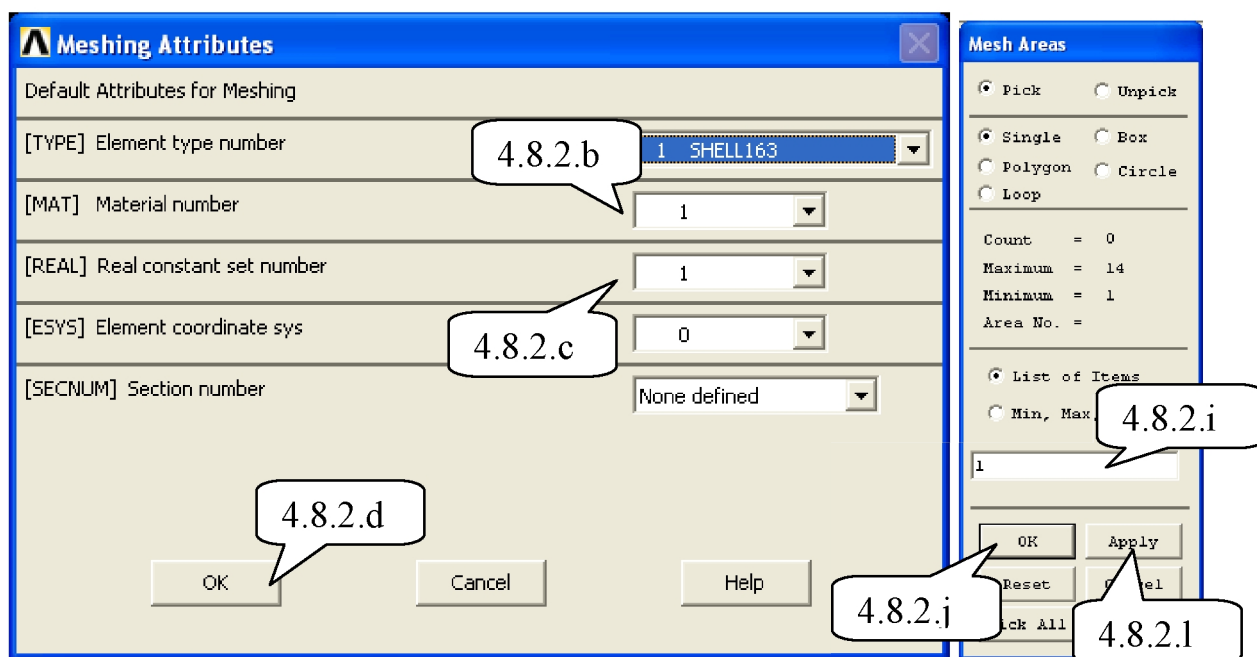 Meshing Attributes
Default Attributes for Meshing
[TYPE] Element type number
1 SHELL163
4.8.2.b
[MAT] Material number
1
[REAL] Real constant set number
1
4.8.2.c
[ESYS] Element coordinate sys
0
[SECNUM] Section number
None defined
4.8.2.d
OK Cancel Help
Mesh Areas
Pick Unpick
Single Box
Polygon Circle
Loop
Count = 0
Maximum = 14
Minimum = 1
Area No. =
List of Items
Min, Max,
4.8.2.i
1
OK Apply
Reset
4.8.2.j
4.8.2.l